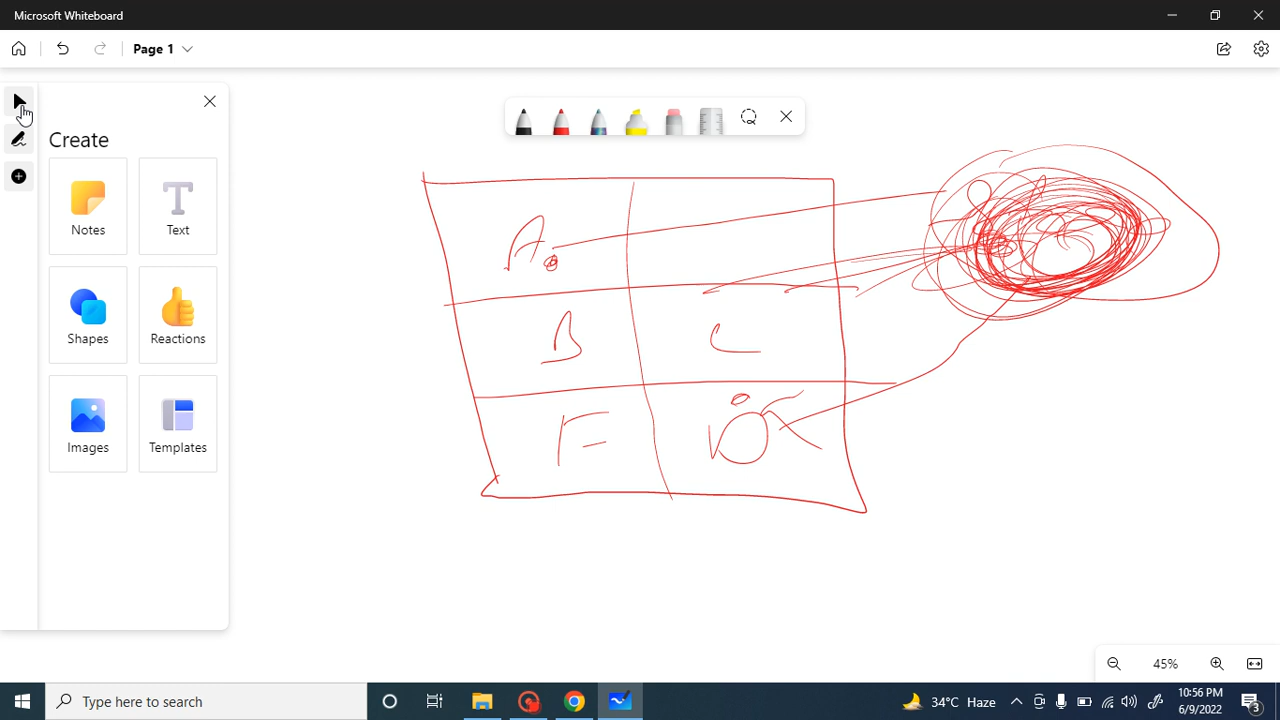 Microsoft Whiteboard
Page 1
Create
Notes
Text
Shapes
Reactions
Images
Templates
A
B C
F
45%
Type here to search
34°C Haze
10:56 PM
6/9/2022
3